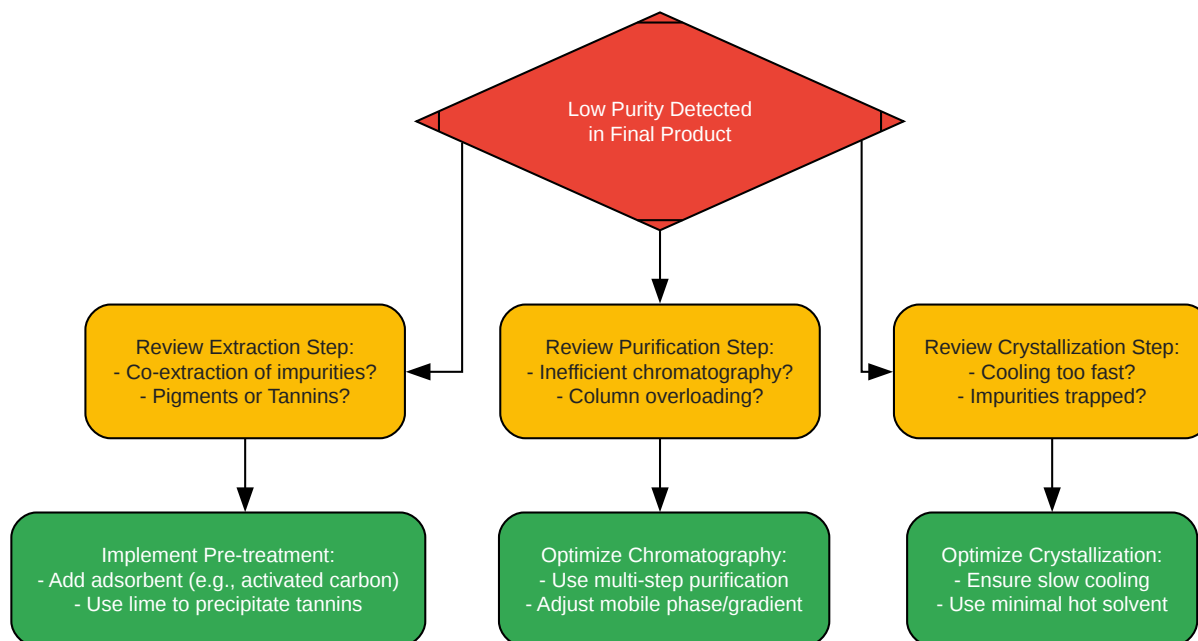 Low Purity Detected
in Final Product
Review Extraction Step:
- Co-extraction of impurities?
- Pigments or Tannins?
Review Purification Step:
- Inefficient chromatography?
- Column overloading?
Review Crystallization Step:
- Cooling too fast?
- Impurities trapped?
Implement Pre-treatment:
- Add adsorbent (e.g., activated carbon)
- Use lime to precipitate tannins
Optimize Chromatography:
- Use multi-step purification
- Adjust mobile phase/gradient
Optimize Crystallization:
- Ensure slow cooling
- Use minimal hot solvent